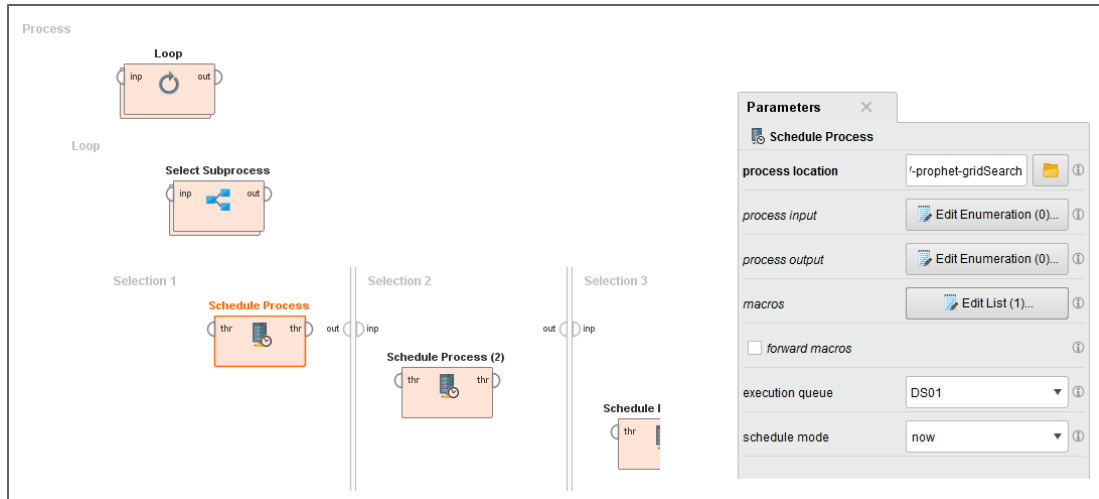 Process
Loop
inp out
Loop
Select Subprocess
inp out
Selection 1
Selection 2
Selection 3
Schedule Process
thr thr out
inp
out
inp
Schedule Process (2)
thr thr
Schedule
thr
Parameters
Schedule Process
process location
-prophet-gridSearch
process input
Edit Enumeration (0)...
process output
Edit Enumeration (0)...
macros
Edit List (1)...
forward macros
execution queue
DS01
schedule mode
now